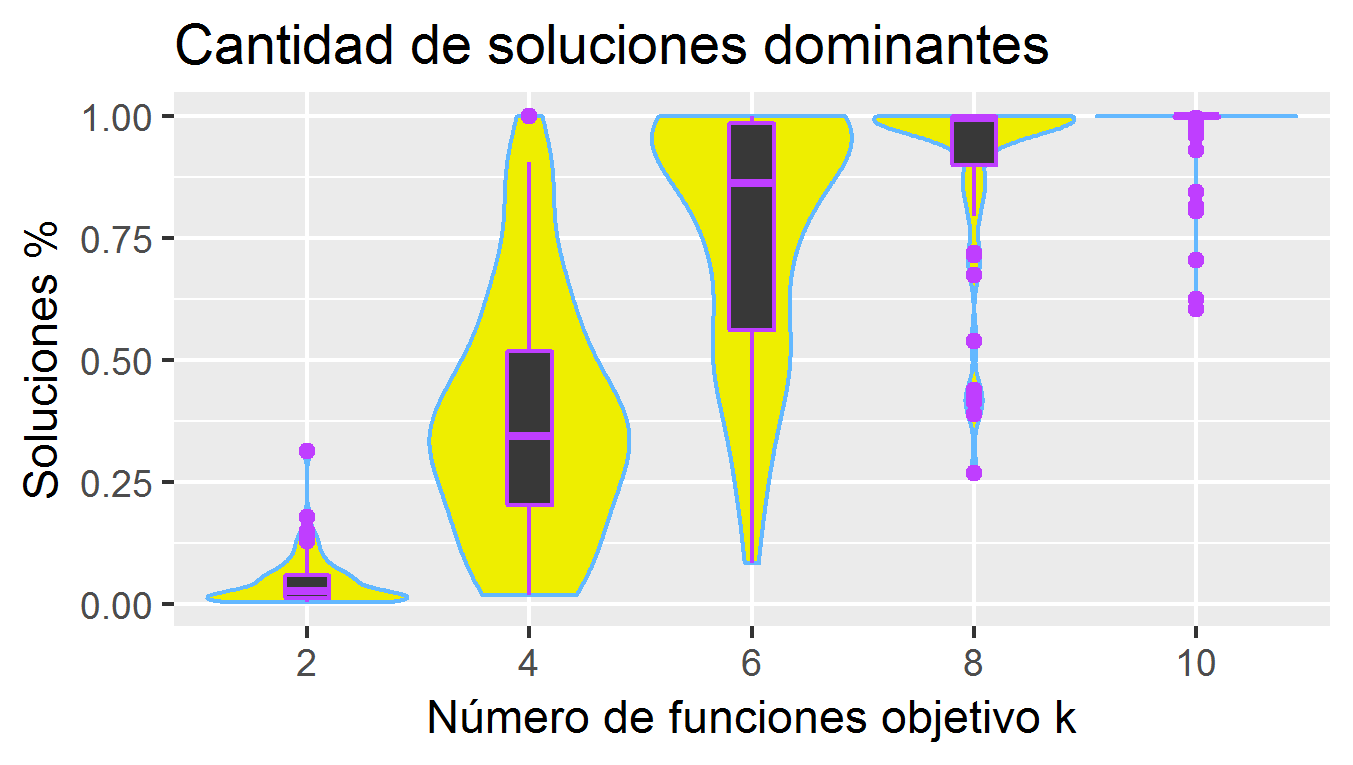 Cantidad de soluciones dominantes
Soluciones %
1.00
0.75
0.50
0.25
0.00
2 4 6 8 10
Número de funciones objetivo k